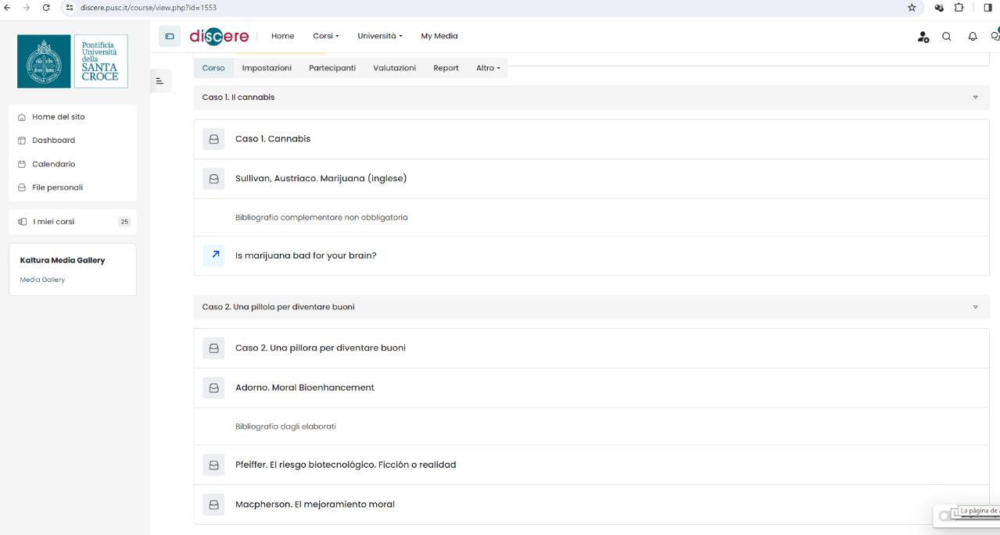 discere.pusc.it/course/view.php?id=1553
Pontificia
Università
della
SANTA
CROCE
discere
Home
Corsi
Università
My Media
Corso
Impostazioni
Partecipanti
Valutazioni
Report
Altro
Home del sito
Dashboard
Calendario
File personali
I miei corsi
25
Kaltura Media Gallery
Media Gallery
Caso 1. Il cannabis
Caso 1. Cannabis
Sullivan, Austriaco. Marijuana (inglese)
Bibliografia complementare non obbligatoria
Is marijuana bad for your brain?
Caso 2. Una pillola per diventare buoni
Caso 2. Una pillora per diventare buoni
Adorno. Moral Bioenhancement
Bibliografia dagli elaborati
Pfeiffer. El riesgo biotecnológico. Ficción o realidad
Macpherson. El mejoramiento moral
La página de